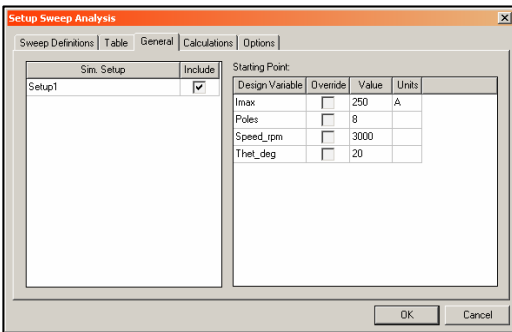 Setup Sweep Analysis
Sweep Definitions Table General Calculations Options
Sim. Setup Include
Setup1
Starting Point:
Design Variable Override Value Units
Imax 250 A
Poles 8
Speed_rpm 3000
Thet_deg 20
OK Cancel